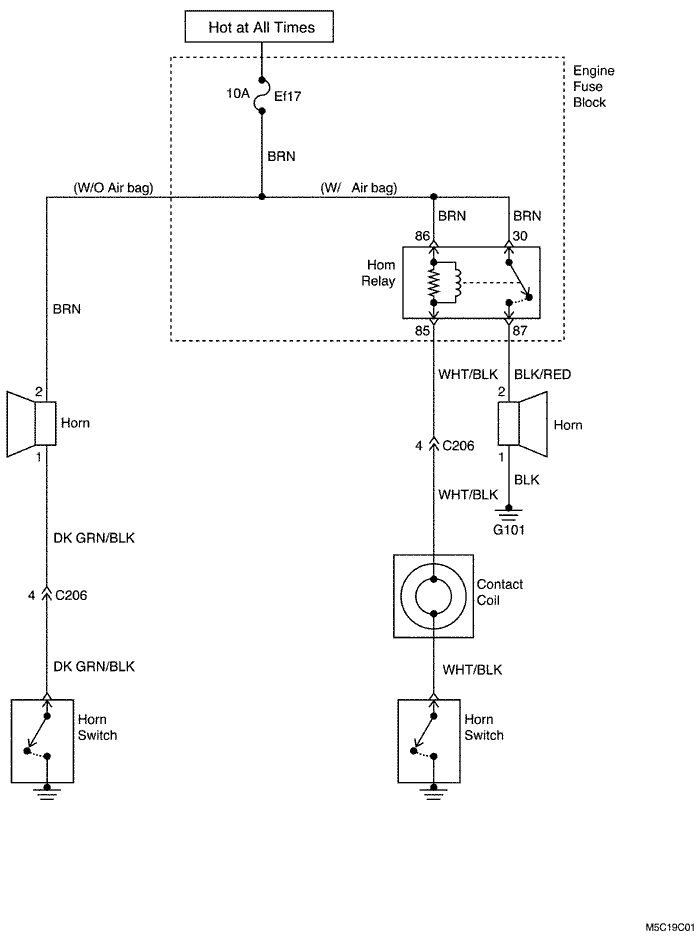 Hot at All Times
Engine
Fuse
Block
10A
Ef17
BRN
(W/O Air bag)
(W/ Air bag)
BRN
BRN
86
30
Horn
Relay
BRN
85
87
WHT/BLK
BLK/RED
2
2
Horn
Horn
1
4
C206
1
BLK
WHT/BLK
G101
DK GRN/BLK
4
C206
Contact
Coil
DK GRN/BLK
WHT/BLK
Horn
Switch
Horn
Switch
M5C19C01